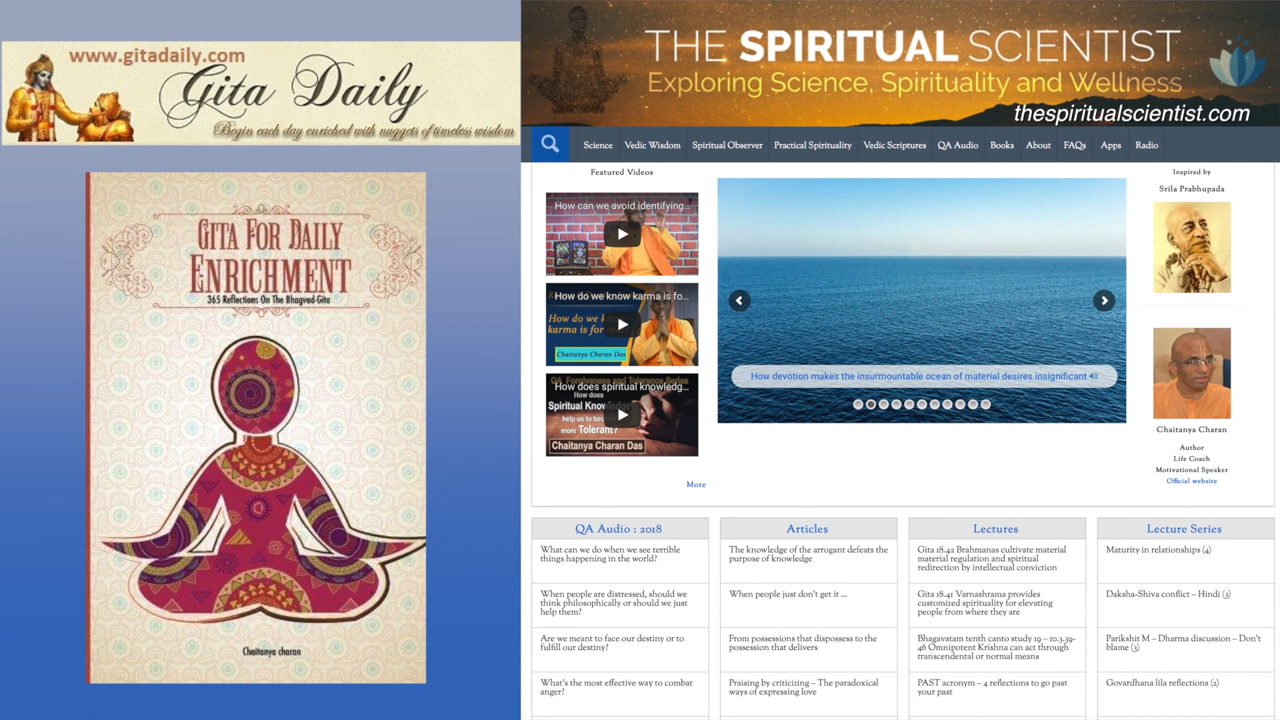 www.gitadaily.com
Gita Daily
Begin each day enriched with nuggets of timeless wisdom
GITA FOR DAILY
ENRICHMENT
365 Reflections On The Bhagvad-Gita
Chaitanya charan
THE SPIRITUAL SCIENTIST
Exploring Science, Spirituality and Wellness
thespiritualscientist.com
Science Vedic Wisdom Spiritual Observer Practical Spirituality Vedic Scriptures QA Audio Books About FAQs Apps Radio
Featured Videos
How can we avoid identifying...
How do we know karma is fo...
How do we k
karma is for
Chaitanya Charan Das
How does spiritual knowledg...
QA Forgiveness and Tolerance Series
How does
Spiritual Know
help us to be
more Tolerant?
Chaitanya Charan Das
More
How devotion makes the insurmountable ocean of material desires insignificant
Inspired by
Srila Prabhupada
Chaitanya Charan
Author
Life Coach
Motivational Speaker
Official website
QA Audio : 2018
What can we do when we see terrible
things happening in the world?
When people are distressed, should we
think philosophically or should we just
help them?
Are we meant to face our destiny or to
fulfill our destiny?
What's the most effective way to combat
anger?
Articles
The knowledge of the arrogant defeats the
purpose of knowledge
When people just don't get it ...
From possessions that dispossess to the
possession that delivers
Praising by criticizing – The paradoxical
ways of expressing love
Lectures
Gita 18.42 Brahmanas cultivate material
material regulation and spiritual
redirection by intellectual conviction
Gita 18.41 Varnashrama provides
customized spirituality for elevating
people from where they are
Bhagavatam tenth canto study 19 – 10.3.39-
46 Omnipotent Krishna can act through
transcendental or normal means
PAST acronym – 4 reflections to go past
your past
Lecture Series
Maturity in relationships (4)
Daksha-Shiva conflict – Hindi (3)
Parikshit M – Dharma discussion – Don't
blame (3)
Govardhana lila reflections (2)